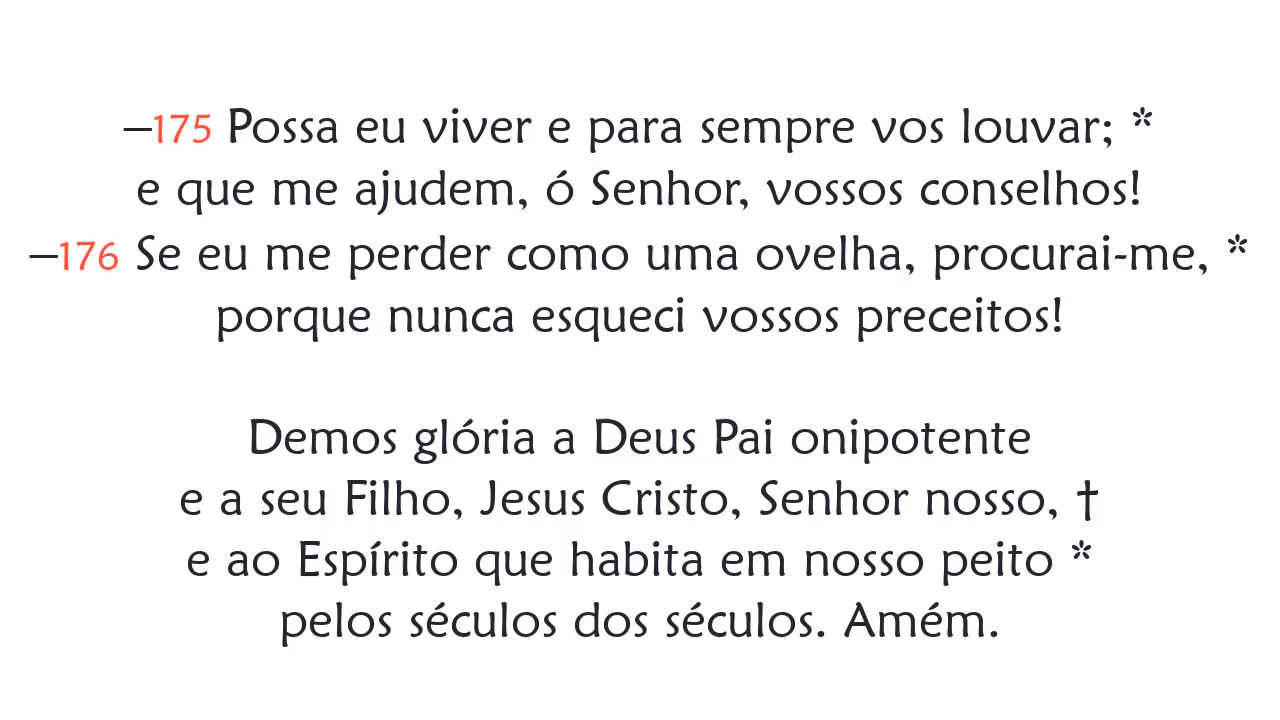 –175 Possa eu viver e para sempre vos louvar; *
e que me ajudem, ó Senhor, vossos conselhos!
–176 Se eu me perder como uma ovelha, procurai-me, *
porque nunca esqueci vossos preceitos!
Demos glória a Deus Pai onipotente
e a seu Filho, Jesus Cristo, Senhor nosso, †
e ao Espírito que habita em nosso peito *
pelos séculos dos séculos. Amém.